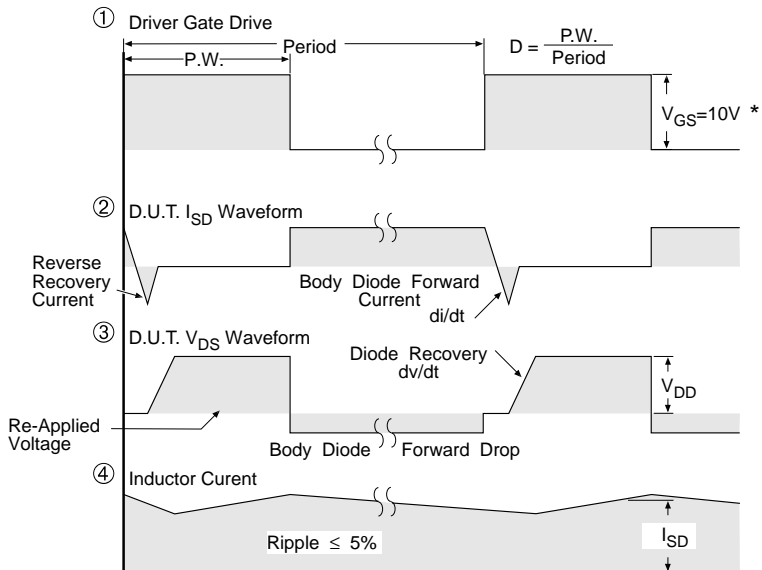 ① Driver Gate Drive
Period
P.W.
D = P.W. / Period
V_GS=10V *
② D.U.T. I_SD Waveform
Reverse
Recovery
Current
Body Diode Forward
Current
di/dt
③ D.U.T. V_DS Waveform
Diode Recovery
dv/dt
V_DD
Re-Applied
Voltage
Body Diode Forward Drop
④ Inductor Curent
Ripple ≤ 5%
I_SD